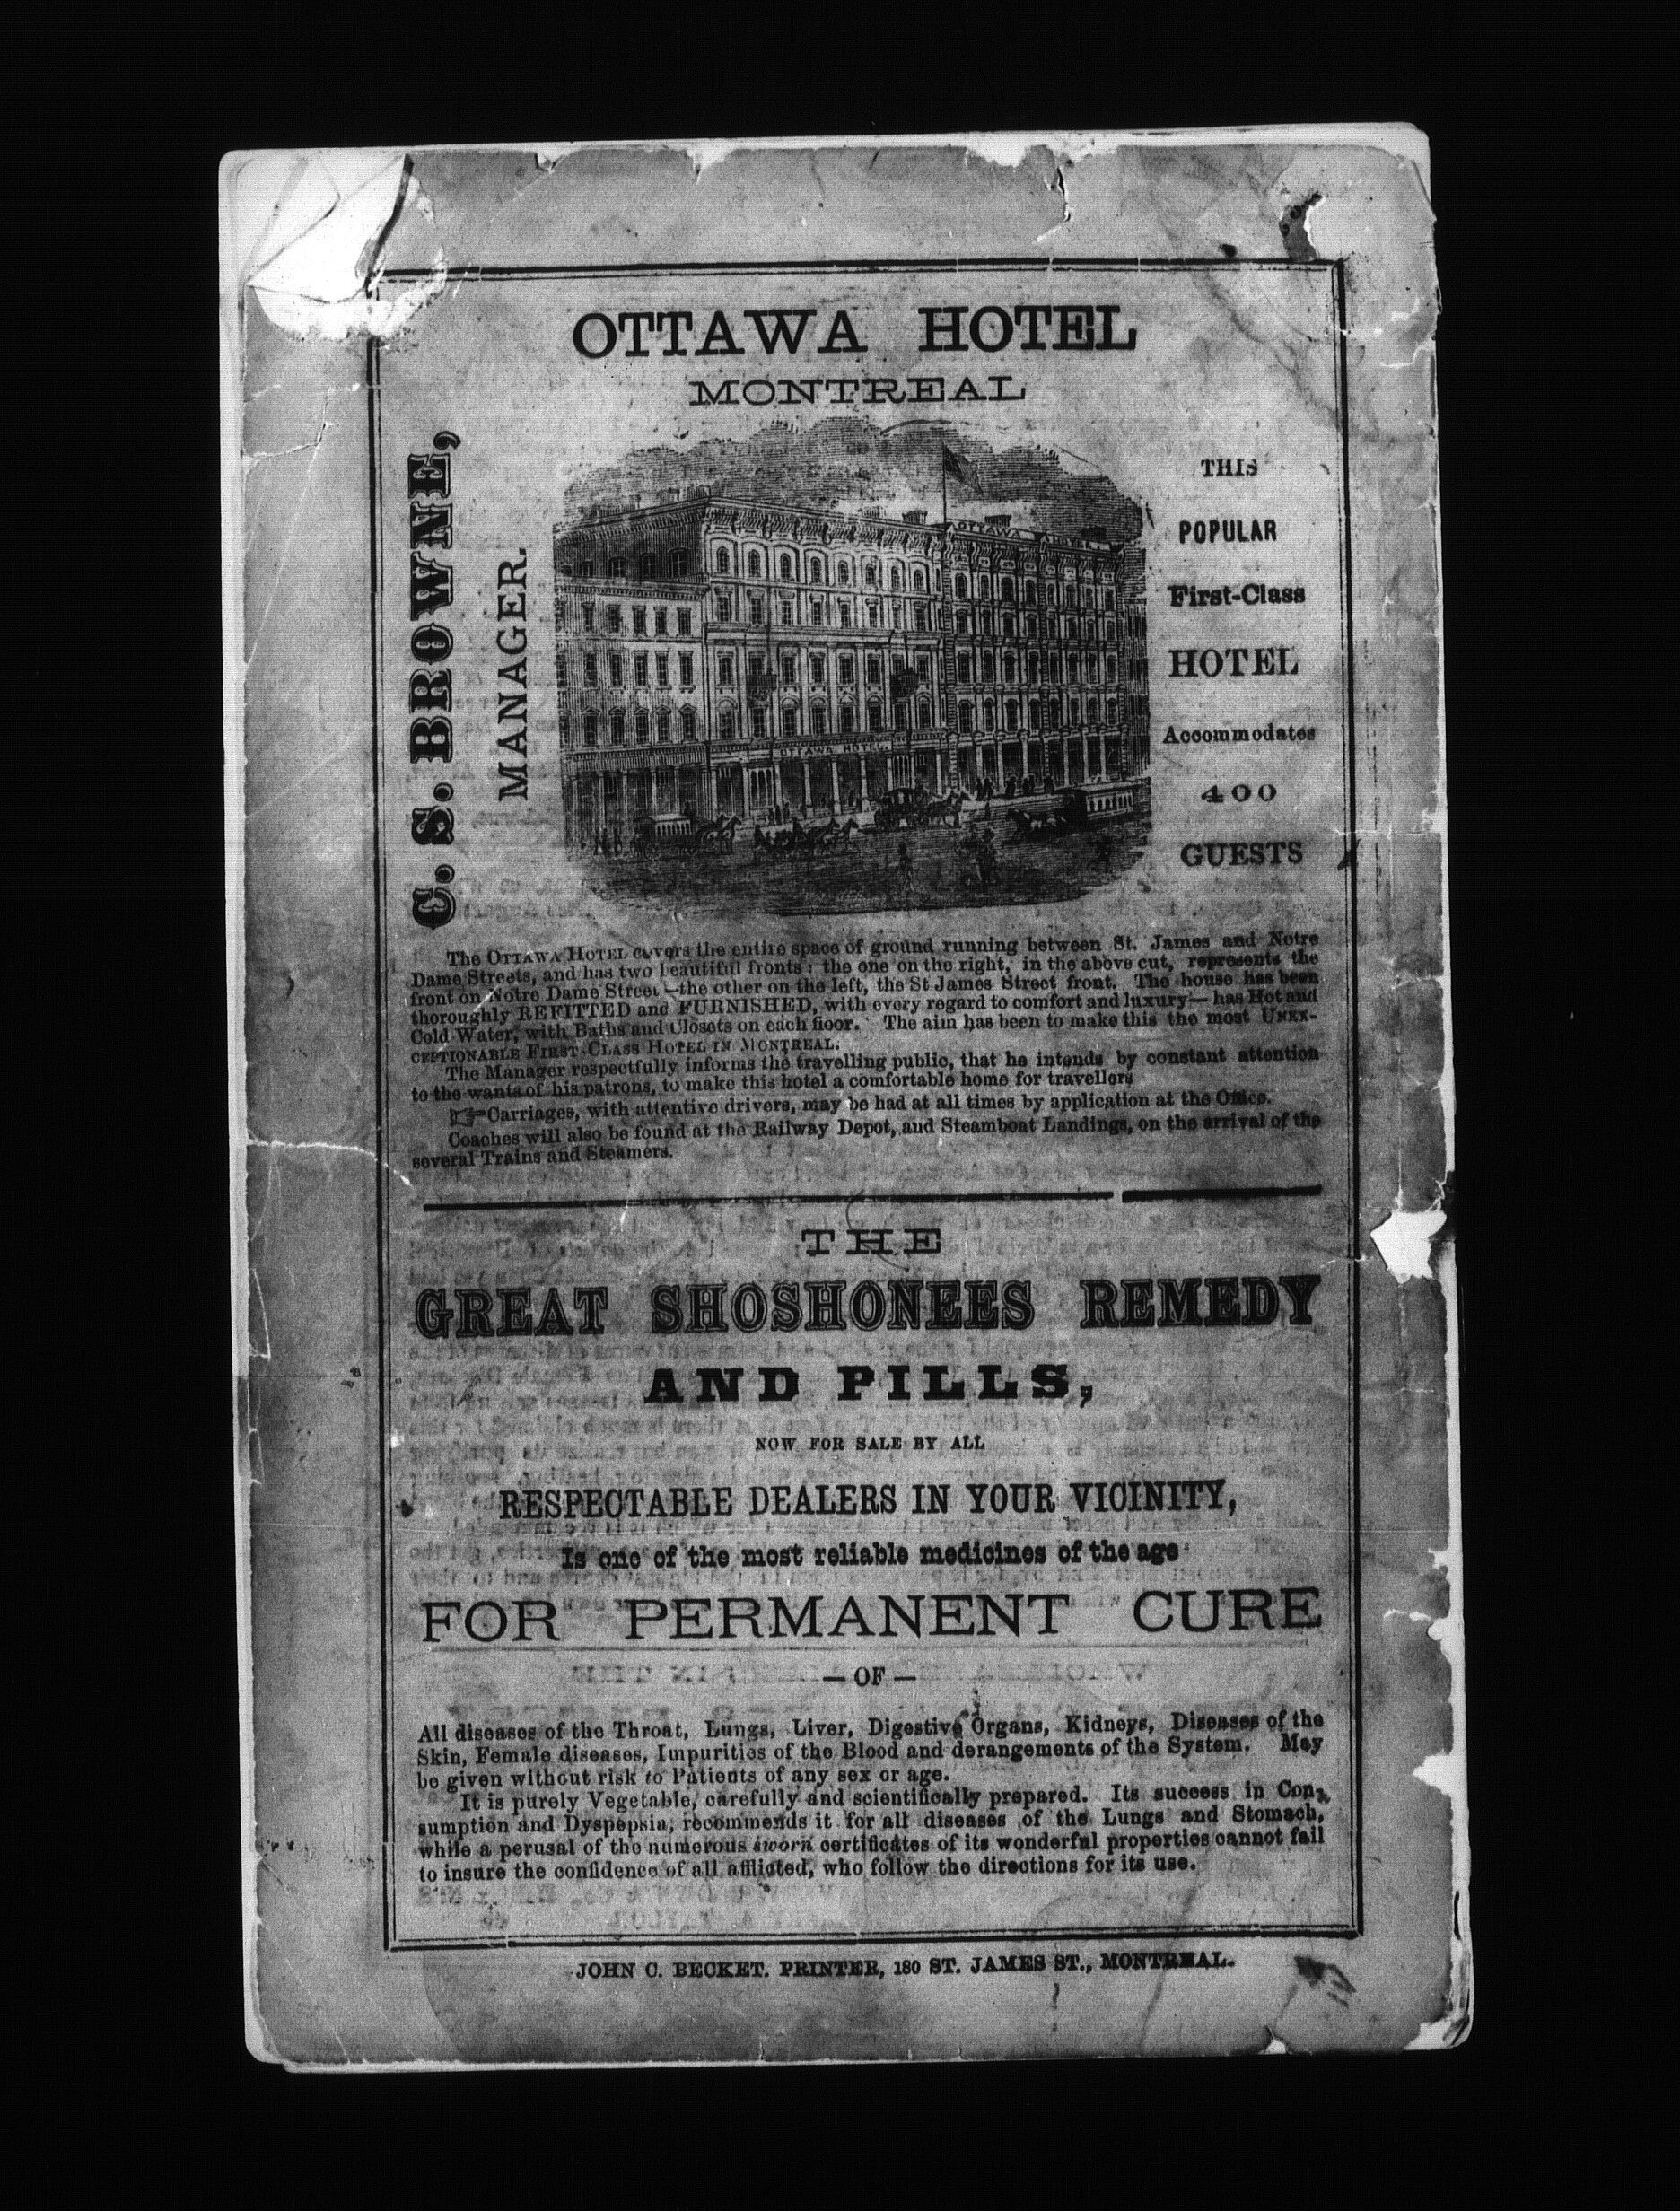 OTTAWA HOTEL
MONTREAL
C. S. BROWNE,
MANAGER.
OTTAWA HOTEL
OTTAWA HOTEL
THIS
POPULAR
First-Class
HOTEL
Accommodates
400
GUESTS
The OTTAWA HOTEL covers the entire space of ground running between St. James and Notre
Dame Streets, and has two beautiful fronts: the one on the right, in the above cut, represents the
front on Notre Dame Street—the other on the left, the St James Street front. The house has been
thoroughly REFITTED and FURNISHED, with every regard to comfort and luxury—has Hot and
Cold Water, with Baths and Closets on each floor. The aim has been to make this the most UNEX-
CEPTIONABLE FIRST-CLASS HOTEL IN MONTREAL.
The Manager respectfully informs the travelling public, that he intends by constant attention
to the wants of his patrons, to make this hotel a comfortable home for travellers
☞Carriages, with attentive drivers, may be had at all times by application at the Office.
Coaches will also be found at the Railway Depot, and Steamboat Landings, on the arrival of the
several Trains and Steamers.
THE
GREAT SHOSHONEES REMEDY
AND PILLS,
NOW FOR SALE BY ALL
RESPECTABLE DEALERS IN YOUR VICINITY,
Is one of the most reliable medicines of the age
FOR PERMANENT CURE
— OF —
All diseases of the Throat, Lungs, Liver, Digestive Organs, Kidneys, Diseases of the
Skin, Female diseases, Impurities of the Blood and derangements of the System. May
be given without risk to Patients of any sex or age.
It is purely Vegetable, carefully and scientifically prepared. Its success in Con-
sumption and Dyspepsia, recommends it for all diseases of the Lungs and Stomach,
while a perusal of the numerous sworn certificates of its wonderful properties cannot fail
to insure the confidence of all afflicted, who follow the directions for its use.
JOHN C. BECKET. PRINTER, 180 ST. JAMES ST., MONTREAL.